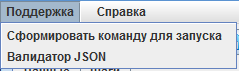 Поддержка Справка
Сформировать команду для запуска
Валидатор JSON